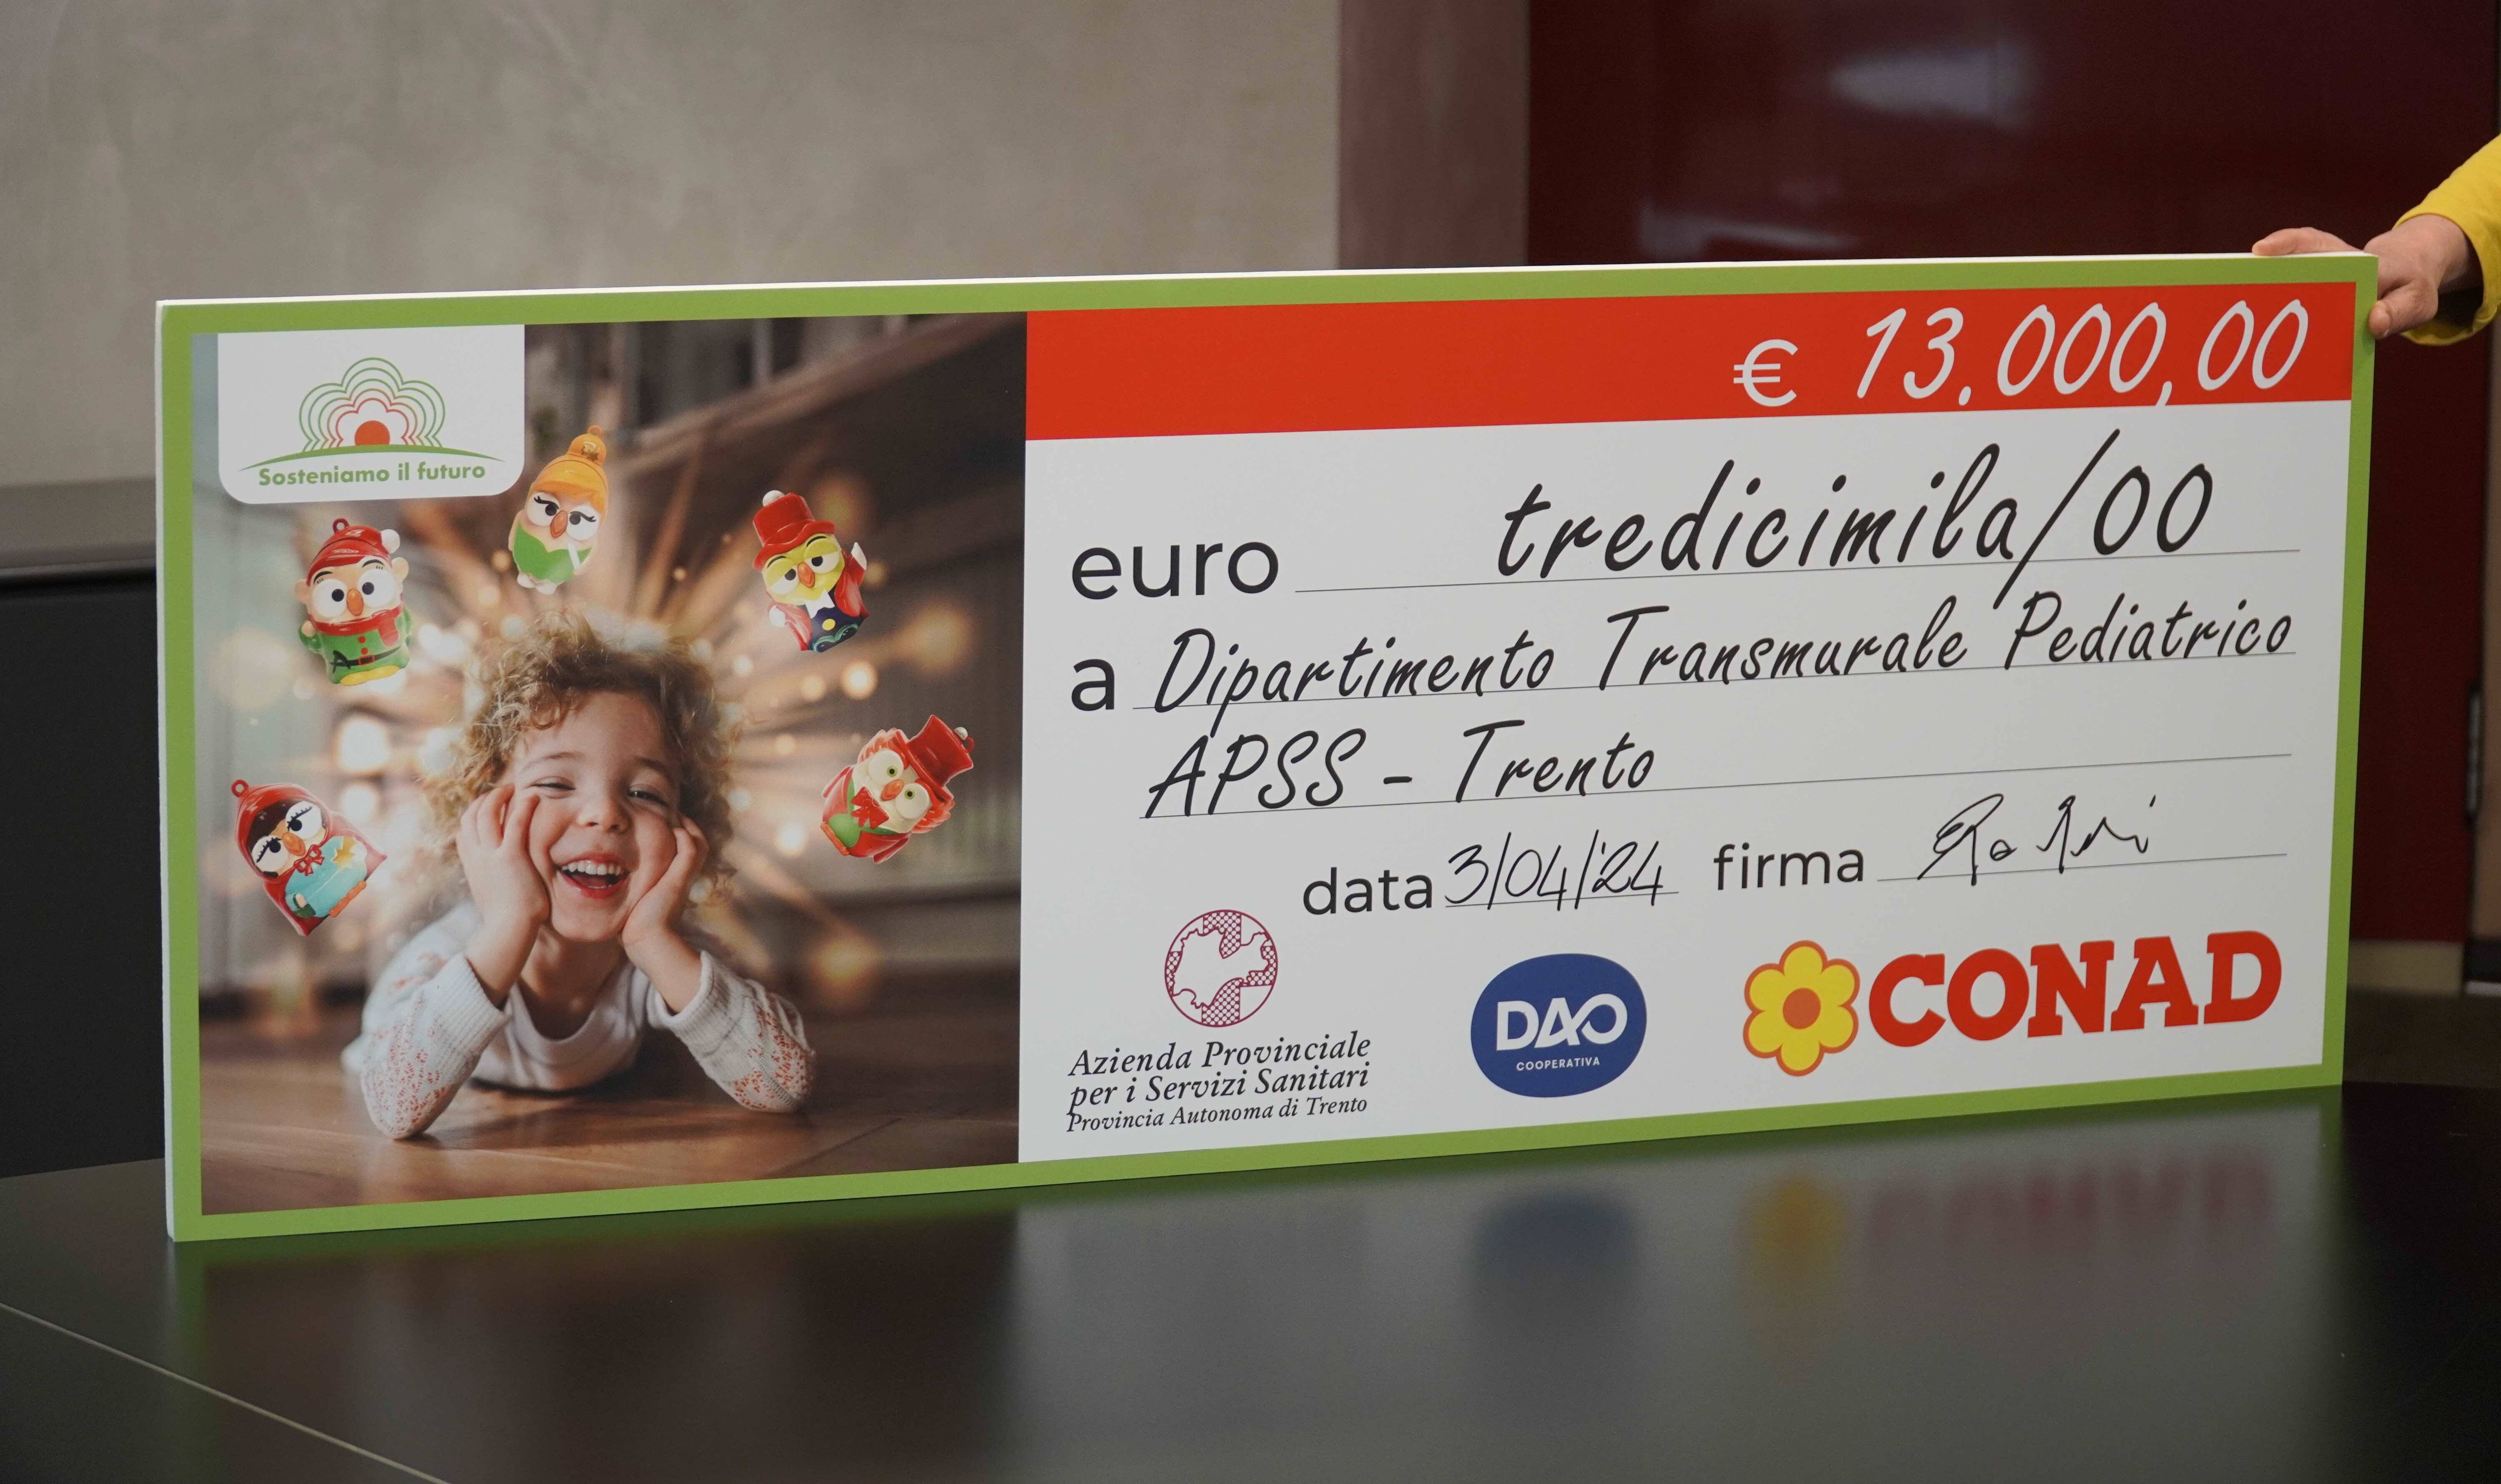 Sosteniamo il futuro
€ 13.000,00
euro tredicimila/00
a Dipartimento Transmurale Pediatrico
APSS - Trento
data 3/04/'24 firma
Azienda Provinciale
per i Servizi Sanitari
Provincia Autonoma di Trento
DAO
COOPERATIVA
CONAD